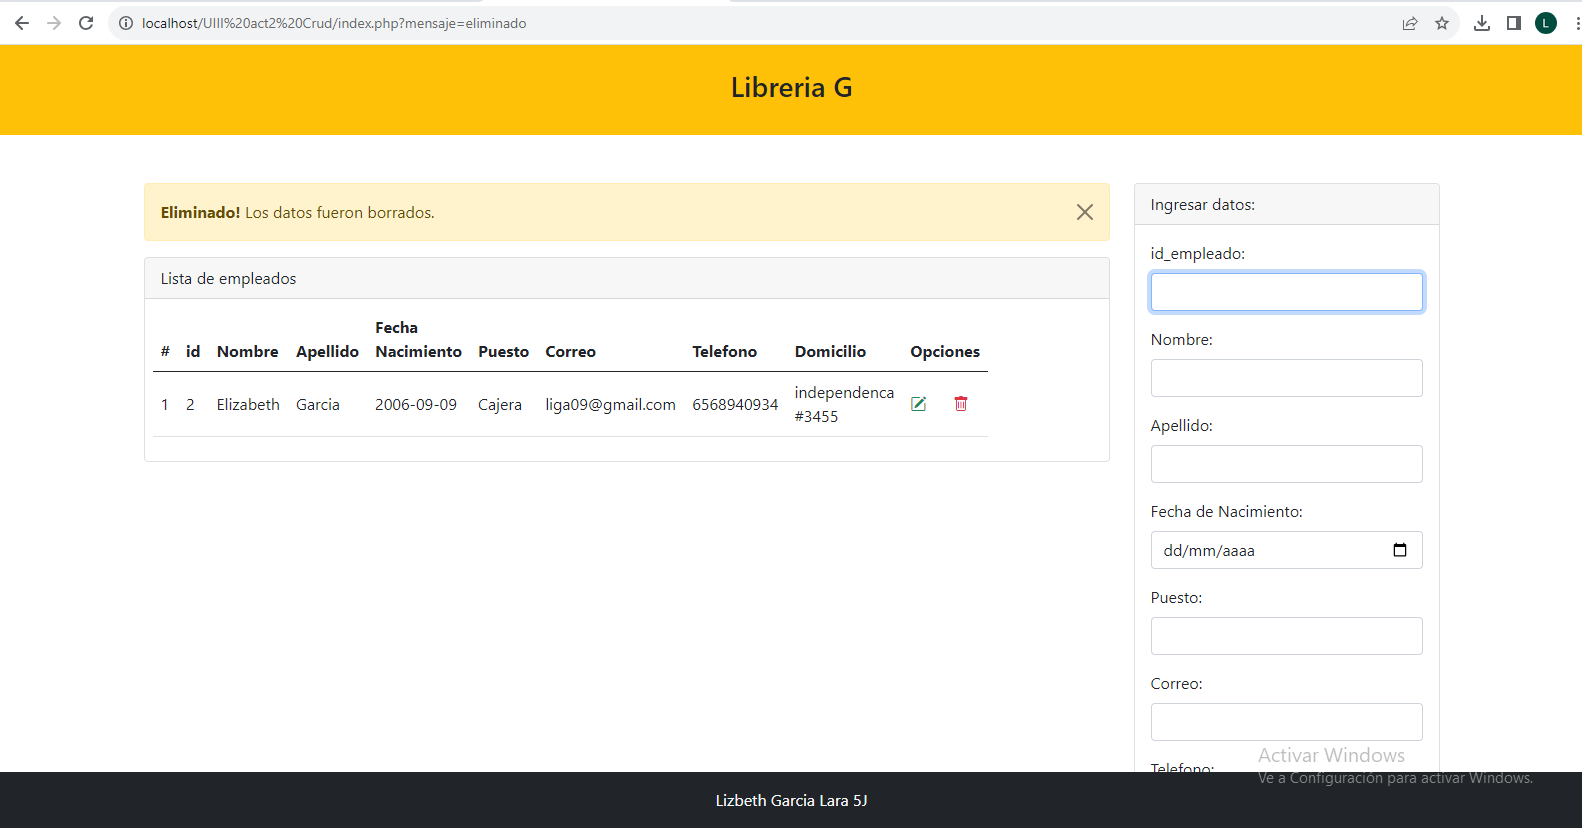 localhost/UIII%20act2%20Crud/index.php?mensaje=eliminado
L
Libreria G
Eliminado! Los datos fueron borrados.
Lista de empleados
# id Nombre Apellido Fecha Nacimiento Puesto Correo Telefono Domicilio Opciones
1 2 Elizabeth Garcia 2006-09-09 Cajera liga09@gmail.com 6568940934 independenca #3455
Ingresar datos:
id_empleado:
Nombre:
Apellido:
Fecha de Nacimiento:
dd/mm/aaaa
Puesto:
Correo:
Telefono:
Activar Windows
Ve a Configuración para activar Windows.
Lizbeth Garcia Lara 5J